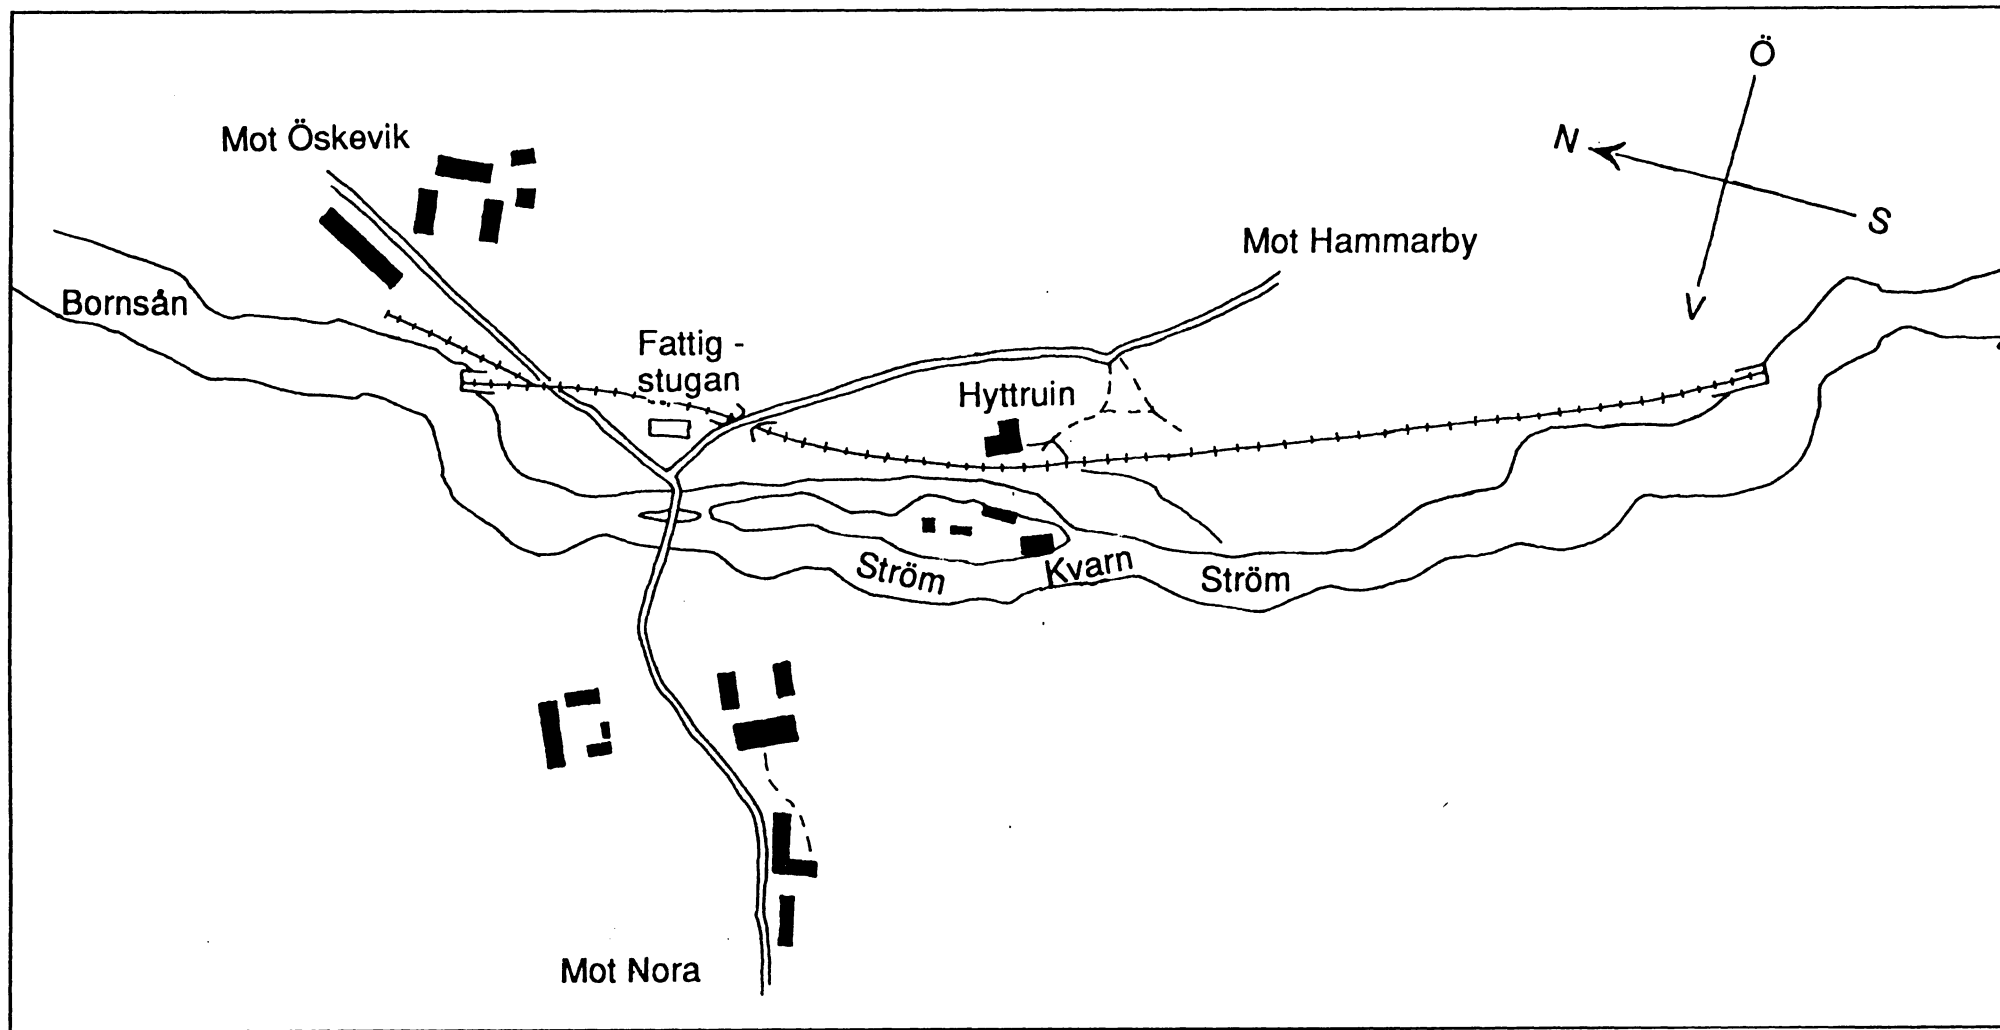 Ö
N
S
V
Mot Öskevik
Mot Hammarby
Bornsån
Fattig -
stugan
Hyttruin
Ström
Kvarn
Ström
Mot Nora